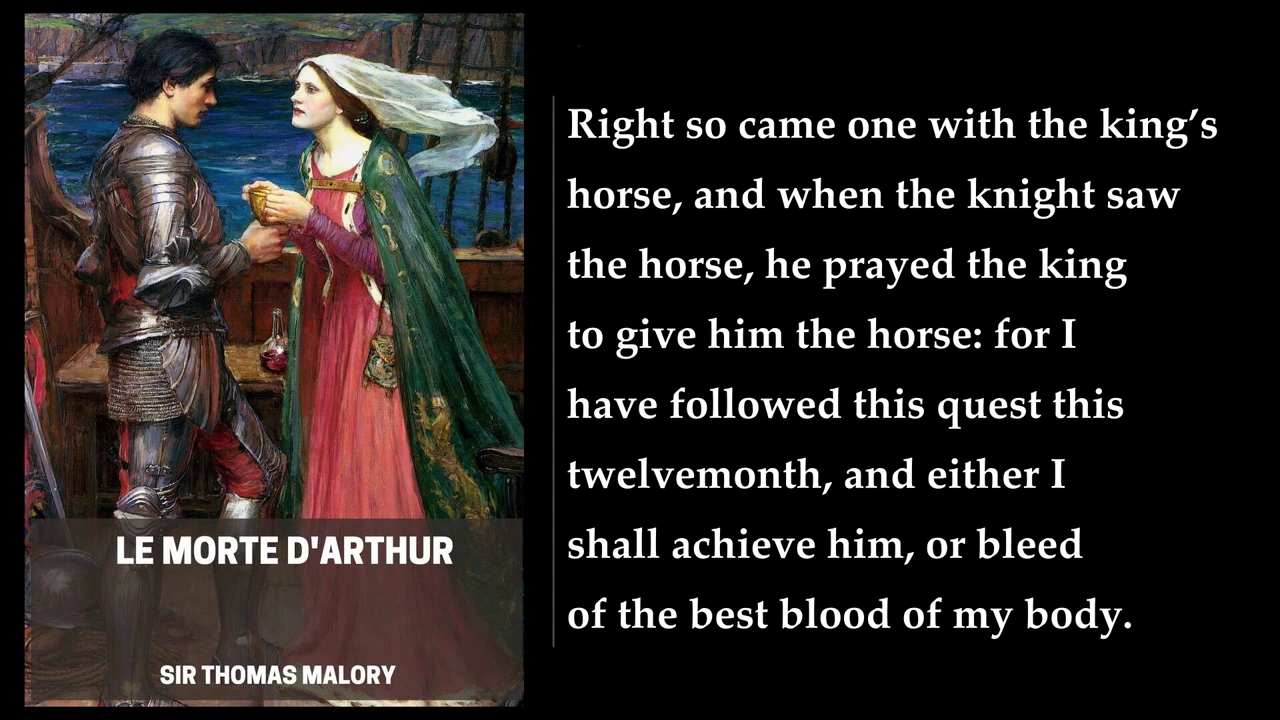 LE MORTE D'ARTHUR
SIR THOMAS MALORY
Right so came one with the king’s
horse, and when the knight saw
the horse, he prayed the king
to give him the horse: for I
have followed this quest this
twelvemonth, and either I
shall achieve him, or bleed
of the best blood of my body.